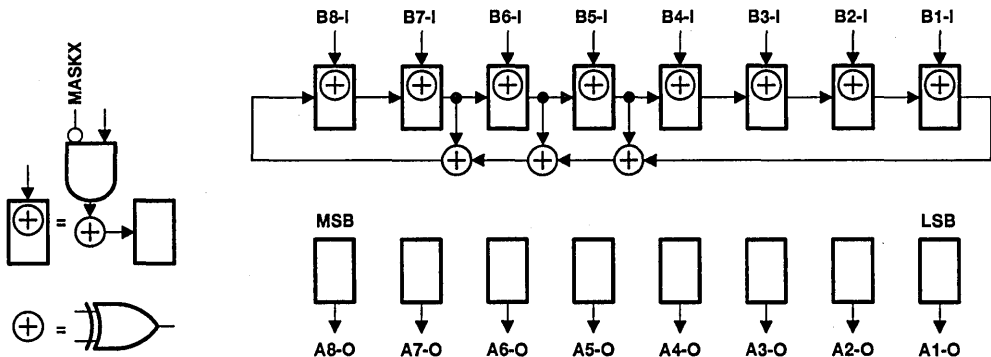 B8-I B7-I B6-I B5-I B4-I B3-I B2-I B1-I
MASKX
=
=
MSB LSB
A8-O A7-O A6-O A5-O A4-O A3-O A2-O A1-O